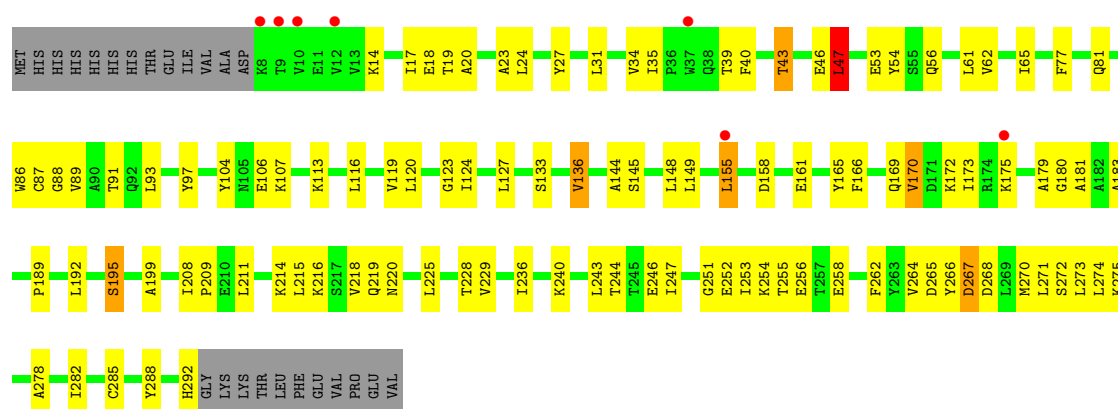 MET HIS HIS HIS HIS HIS HIS THR GLU ILE VAL ALA ASP K8 T9 V10 E11 V12 V13 K14 I17 E18 T19 A20 A23 L24 Y27 L31 V34 I35 P36 W37 Q38 T39 F40 T43 E46 L47 E53 Y54 S55 Q56 L61 V62 I65 F77 Q81
W86 C87 G88 V89 A90 T91 Q92 L93 Y97 Y104 N105 E106 K107 K113 L116 V119 L120 G123 I124 L127 S133 V136 A144 S145 L148 L149 L155 D158 E161 Y165 F166 Q169 V170 D171 K172 I173 R174 K175 A179 G180 A181 A182 A183
P189 L192 S195 A199 I208 P209 E210 L211 K214 L215 K216 S217 V218 Q219 N220 L225 T228 V229 I236 K240 L243 T244 T245 E246 I247 G251 E252 I253 K254 T255 E256 T257 E258 F262 Y263 V264 D265 Y266 D267 D268 L269 M270 L271 S272 L273 L274 K275
A278 I282 C285 Y288 H292 GLY LYS LYS THR LEU PHE GLU VAL PRO GLU VAL